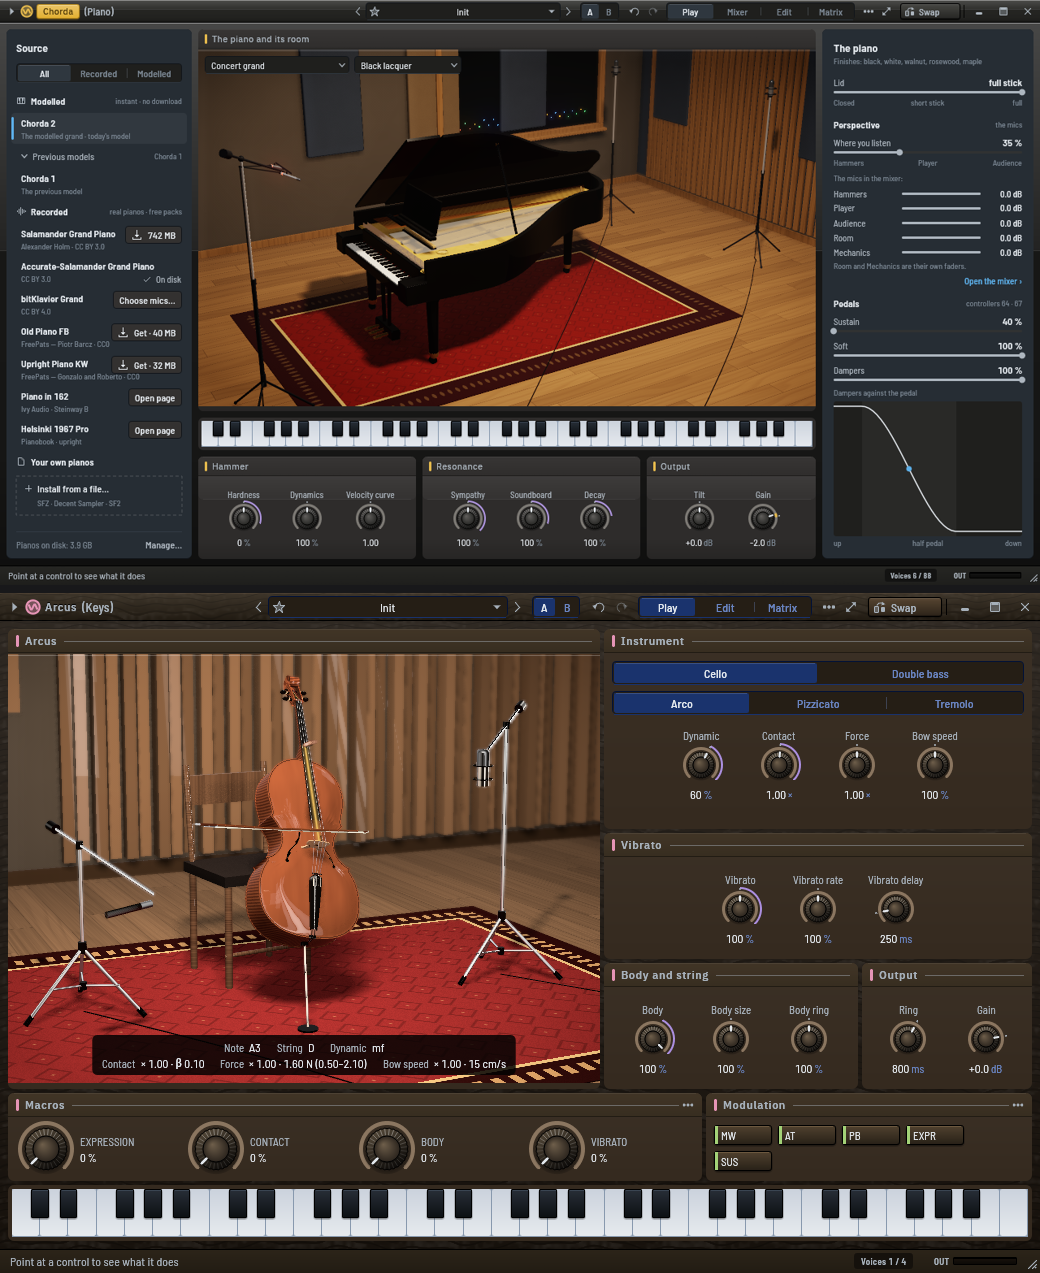 Chorda (Piano)
Init
A B
Play Mixer Edit Matrix
Swap
Source
All Recorded Modelled
Modelled instant · no download
Chorda 2
The modelled grand · today's model
Previous models Chorda 1
Chorda 1
The previous model
Recorded real pianos · free packs
Salamander Grand Piano 742 MB
Alexander Holm · CC BY 3.0
Accurate-Salamander Grand Piano
CC BY 3.0 On disk
bitKlavier Grand Choose mics...
CC BY 4.0
Old Piano FB Get · 40 MB
FreePats — Piotr Barcz · CC0
Upright Piano KW Get · 32 MB
FreePats — Gonzalo and Roberto · CC0
Piano in 162 Open page
Ivy Audio · Steinway B
Helsinki 1967 Pro Open page
Pianobook · upright
Your own pianos
+ Install from a file...
SFZ · Decent Sampler · SF2
Pianos on disk: 3.9 GB Manage...
The piano and its room
Concert grand Black lacquer
Hammer
Hardness Dynamics Velocity curve
0 % 100 % 1.00
Resonance
Sympathy Soundboard Decay
100 % 100 % 100 %
Output
Tilt Gain
+0.0 dB -2.0 dB
The piano
Finishes: black, white, walnut, rosewood, maple
Lid full stick
Closed short stick full
Perspective the mics
Where you listen 35 %
Hammers Player Audience
The mics in the mixer:
Hammers 0.0 dB
Player 0.0 dB
Audience 0.0 dB
Room 0.0 dB
Mechanics 0.0 dB
Room and Mechanics are their own faders.
Open the mixer ›
Pedals controllers 64 - 67
Sustain 40 %
Soft 100 %
Dampers 100 %
Dampers against the pedal
up half pedal down
Point at a control to see what it does
Voices 6 / 88 OUT
Arcus (Keys)
Init
A B
Play Edit Matrix
Swap
Arcus
Note A3 String D Dynamic mf
Contact × 1.00 · β 0.10 Force × 1.00 · 1.60 N (0.50–2.10) Bow speed × 1.00 · 15 cm/s
Instrument
Cello Double bass
Arco Pizzicato Tremolo
Dynamic Contact Force Bow speed
60 % 1.00 × 1.00 × 100 %
Vibrato
Vibrato Vibrato rate Vibrato delay
100 % 100 % 250 ms
Body and string
Body Body size Body ring
100 % 100 % 100 %
Output
Ring Gain
800 ms +0.0 dB
Macros
EXPRESSION
0 %
CONTACT
0 %
BODY
0 %
VIBRATO
0 %
Modulation
MW AT PB EXPR
SUS
Point at a control to see what it does
Voices 1 / 4 OUT